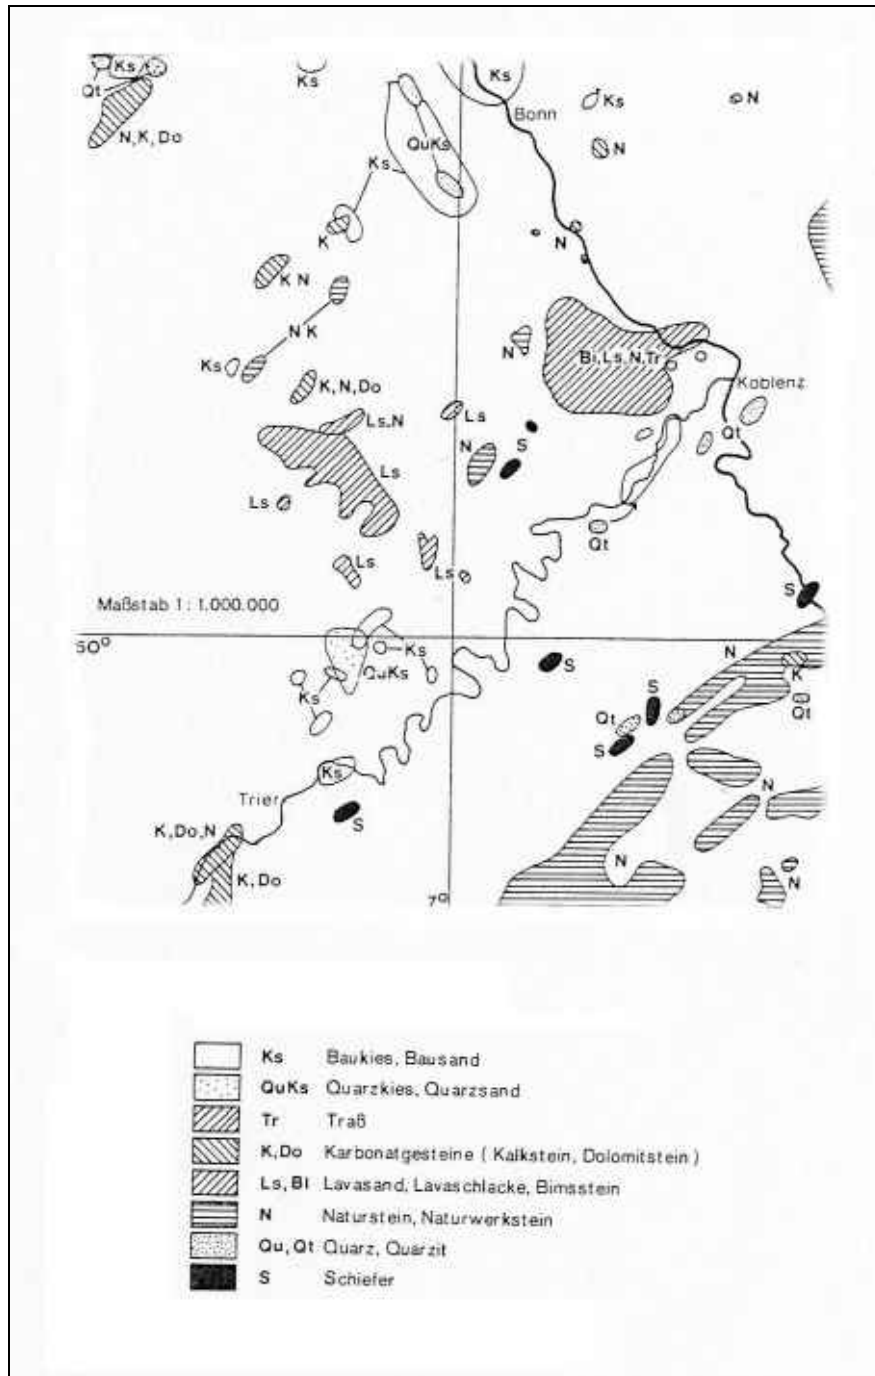 Ks
Ks
Ks
Qt
Bonn
Ks
N
N, K, Do
QuKs
N
Ks
K
N
K N
N K
N
Bi, Ls, N, Tr
Ks
K, N, Do
Koblenz
Ls, N
Ls
S
Qt
N
Ls
Ls
Qt
Ls
Ls
S
Maßstab 1 : 1.000.000
50°
Ks
N
QuKs
S
K
Ks
S
Qt
Qt
S
Ks
Trier
N
K, Do, N
S
N
K, Do
N
7°
Ks Baukies, Bausand
QuKs Quarzkies, Quarzsand
Tr Traß
K, Do Karbonatgesteine ( Kalkstein, Dolomitstein )
Ls, Bi Lavasand, Lavaschlacke, Bimsstein
N Naturstein, Naturwerkstein
Qu, Qt Quarz, Quarzit
S Schiefer